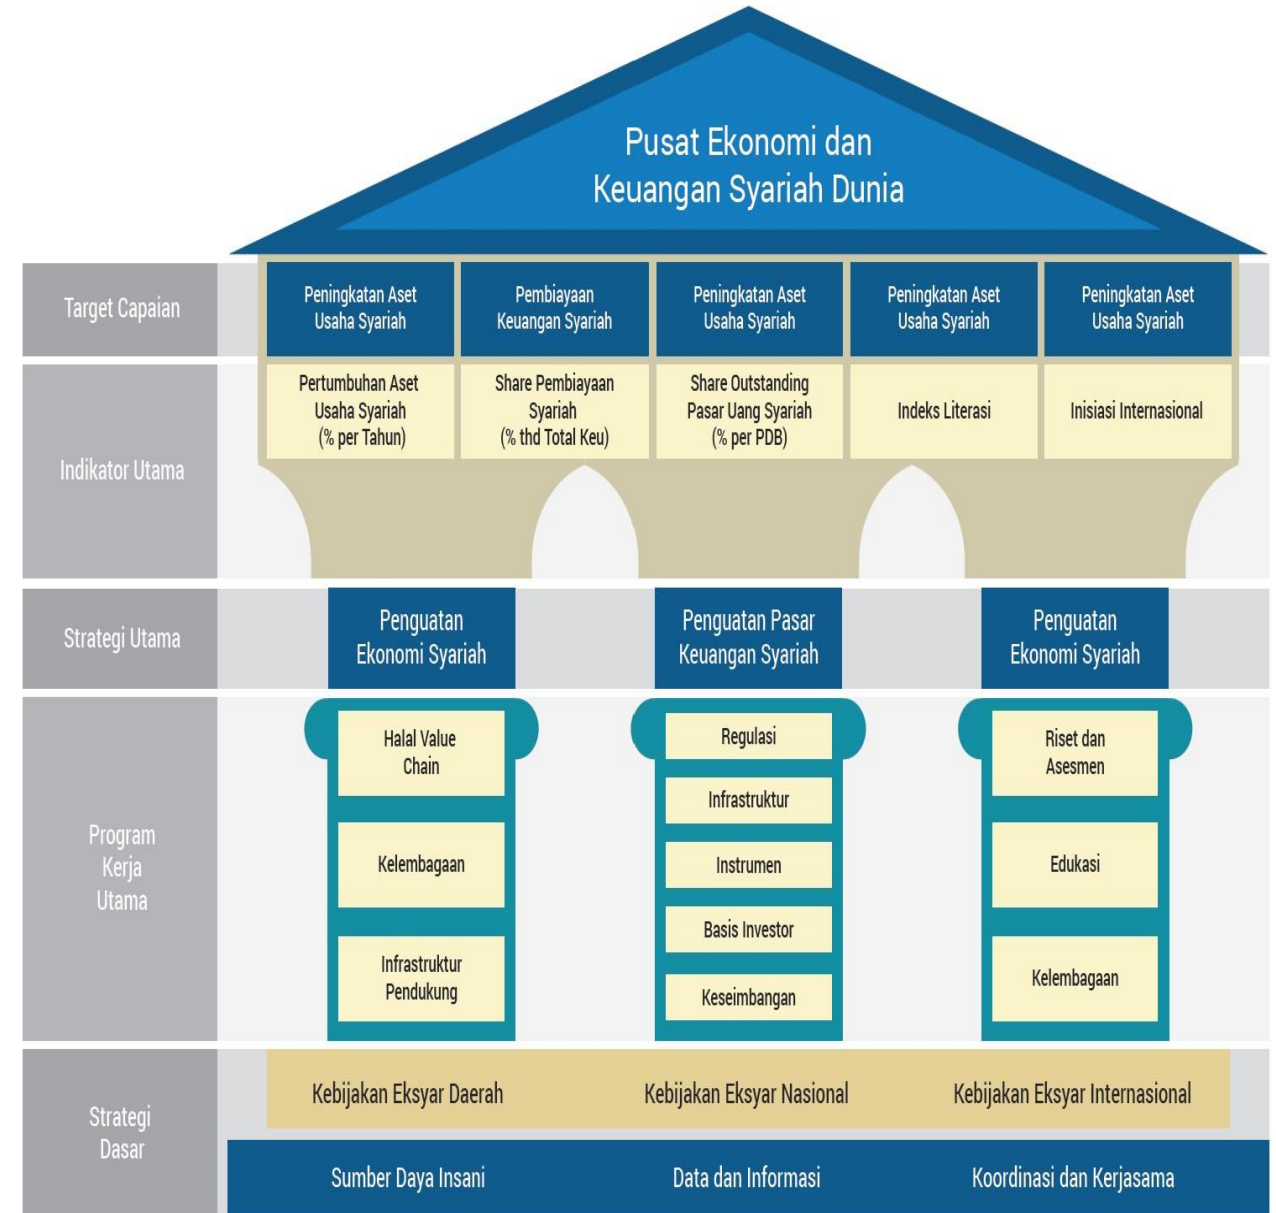 Pusat Ekonomi dan
Keuangan Syariah Dunia
Target Capaian
Peningkatan Aset
Usaha Syariah
Pembiayaan
Keuangan Syariah
Peningkatan Aset
Usaha Syariah
Peningkatan Aset
Usaha Syariah
Peningkatan Aset
Usaha Syariah
Indikator Utama
Pertumbuhan Aset
Usaha Syariah
(% per Tahun)
Share Pembiayaan
Syariah
(% thd Total Keu)
Share Outstanding
Pasar Uang Syariah
(% per PDB)
Indeks Literasi
Inisiasi Internasional
Strategi Utama
Penguatan
Ekonomi Syariah
Penguatan Pasar
Keuangan Syariah
Penguatan
Ekonomi Syariah
Program
Kerja
Utama
Halal Value
Chain
Kelembagaan
Infrastruktur
Pendukung
Regulasi
Infrastruktur
Instrumen
Basis Investor
Keseimbangan
Riset dan
Asesmen
Edukasi
Kelembagaan
Strategi
Dasar
Kebijakan Eksyar Daerah
Kebijakan Eksyar Nasional
Kebijakan Eksyar Internasional
Sumber Daya Insani
Data dan Informasi
Koordinasi dan Kerjasama